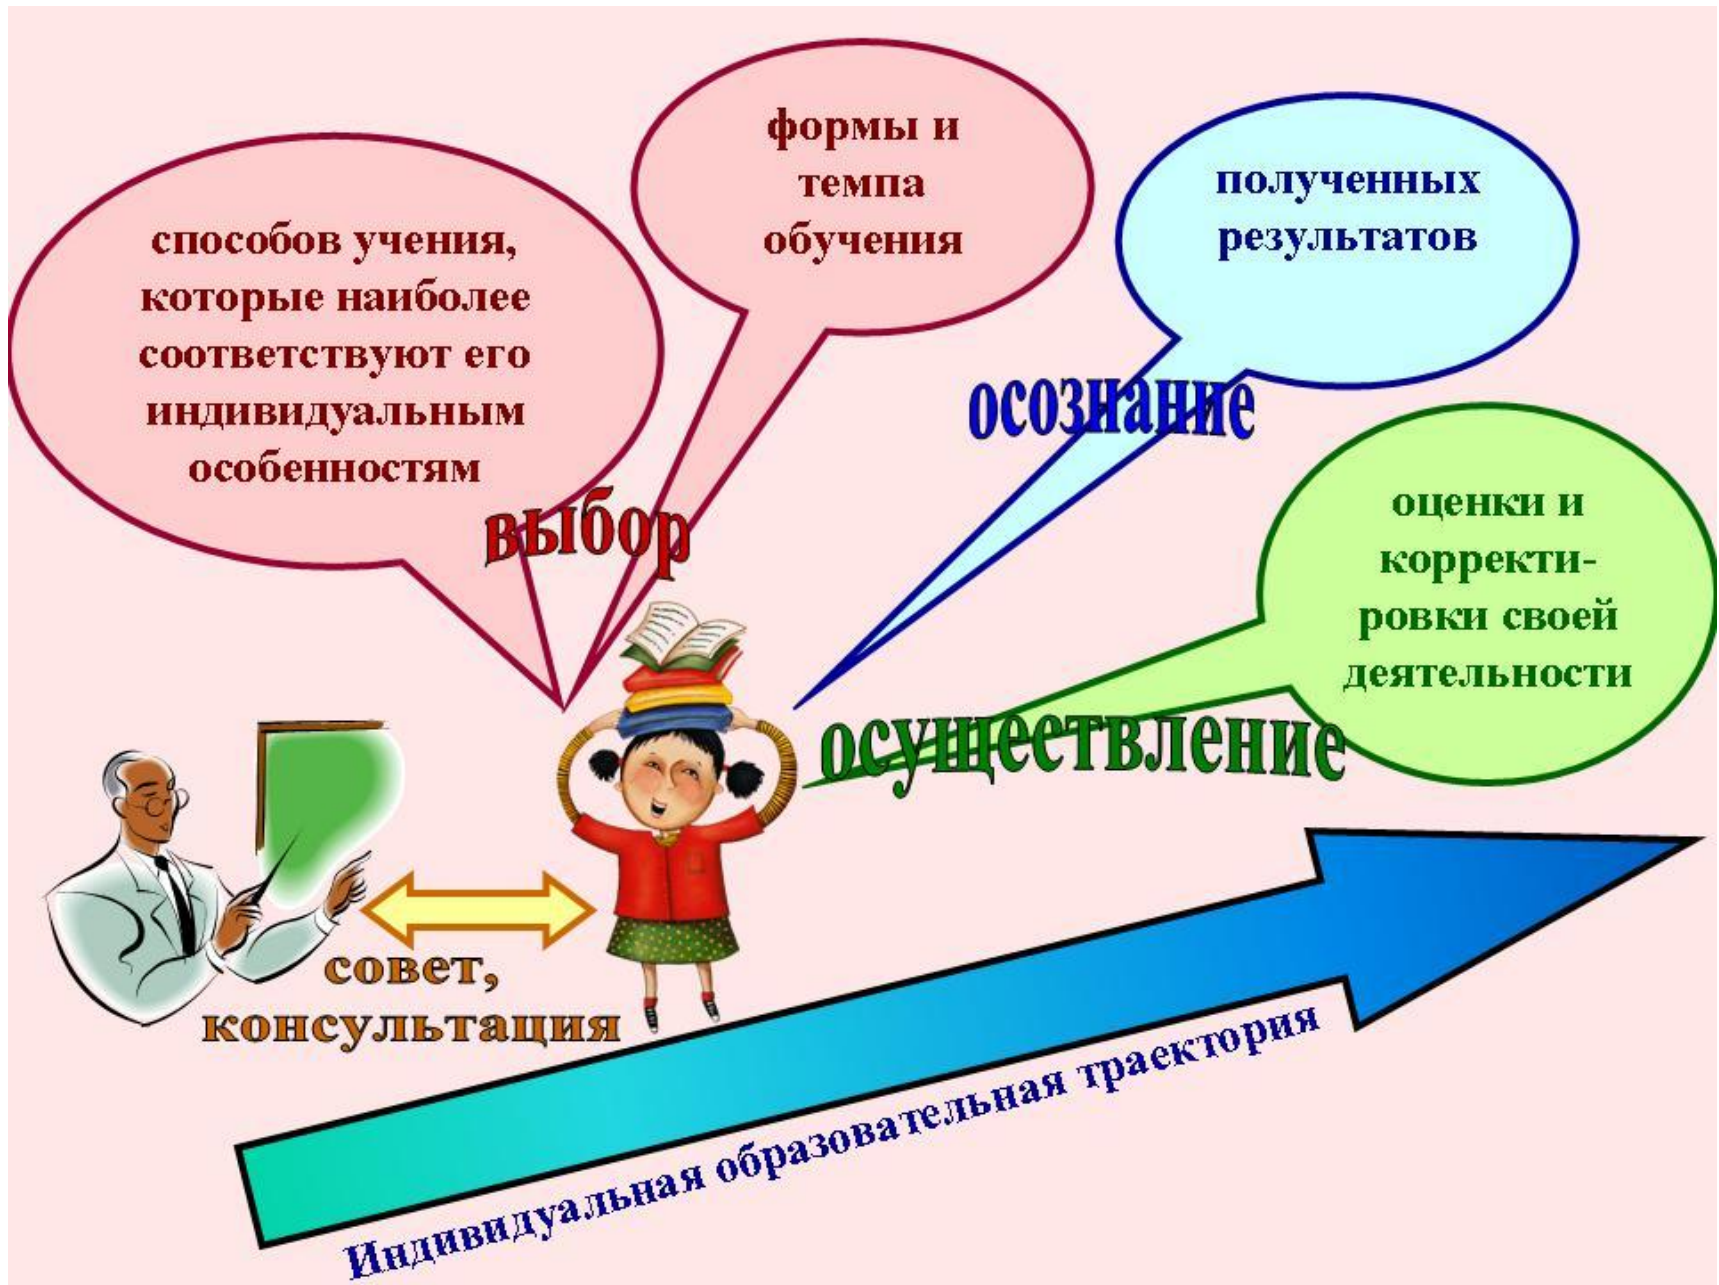 способов учения,
которые наиболее
соответствуют его
индивидуальным
особенностям
формы и
темпа
обучения
полученных
результатов
выбор
осознание
оценки и
корректи-
ровки своей
деятельности
осуществление
совет,
консультация
Индивидуальная образовательная траектория